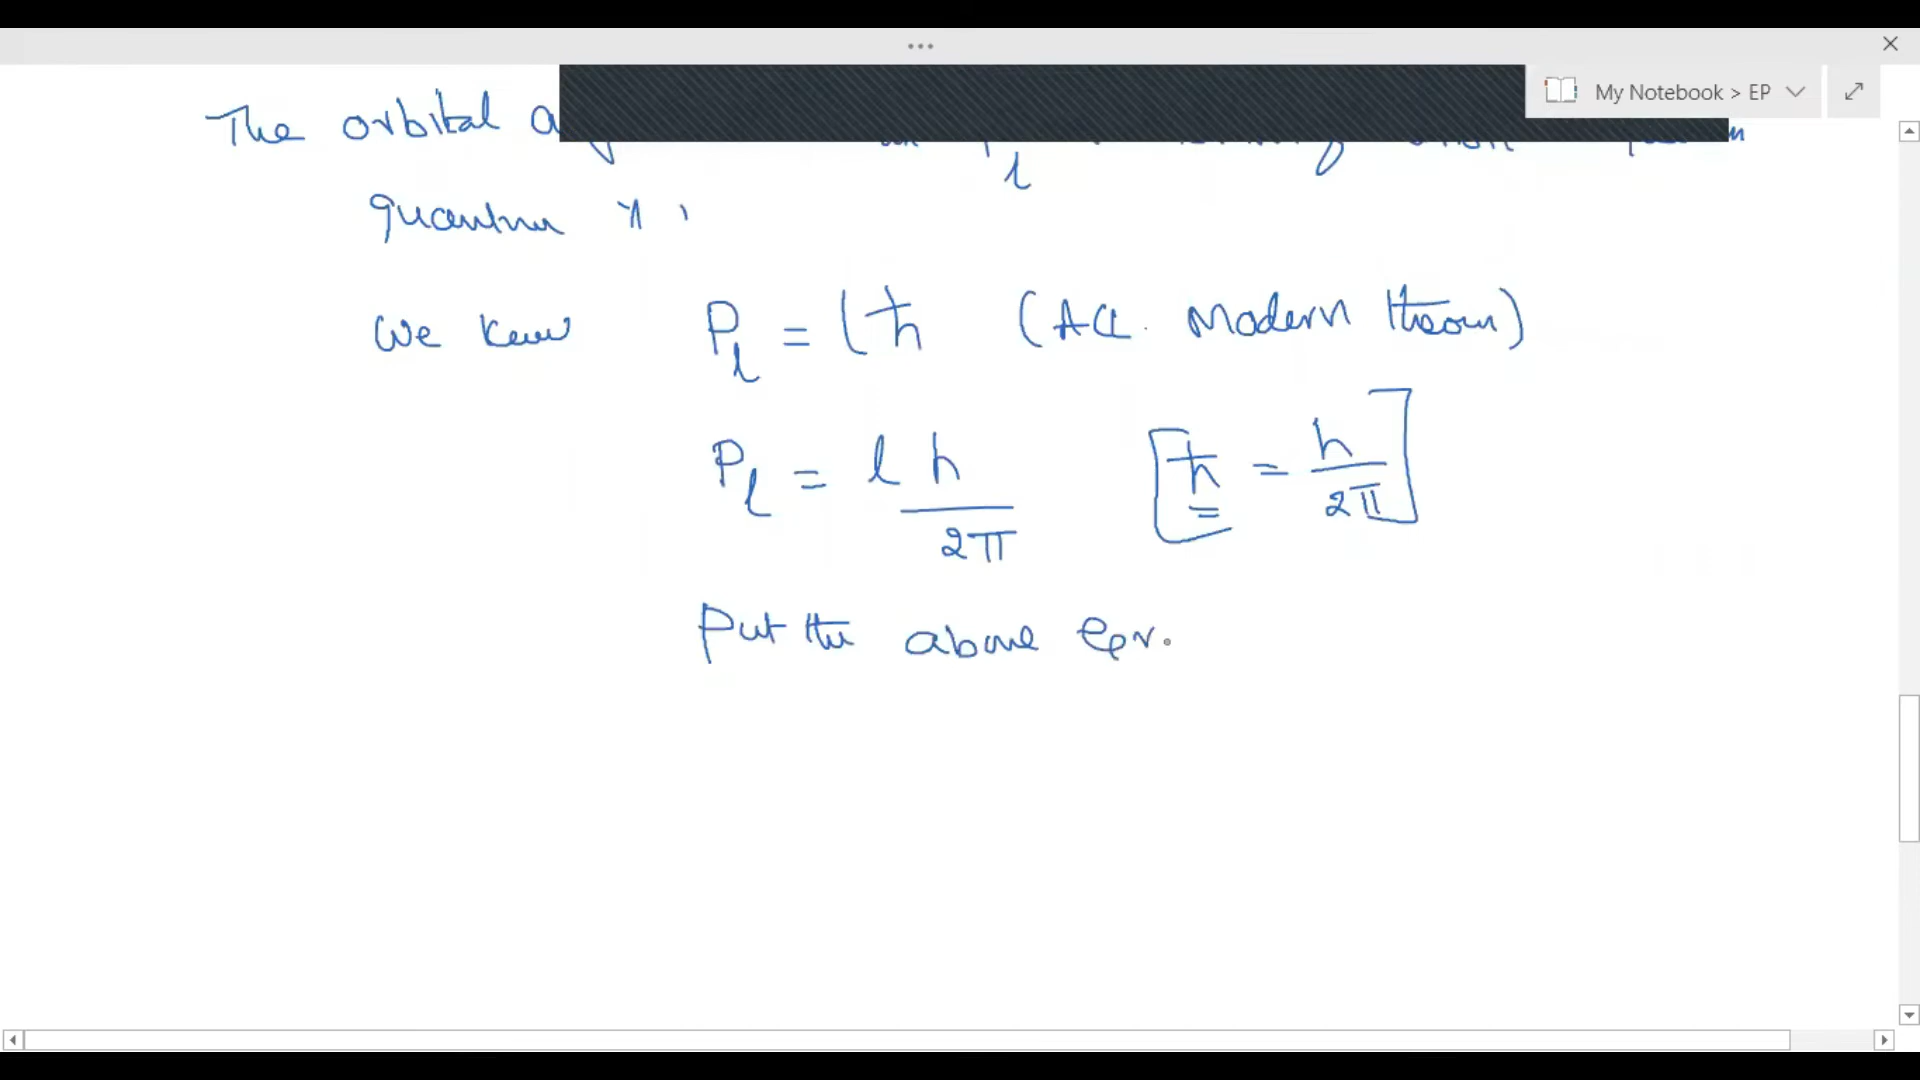 My Notebook > EP
The orbital
quantum
We know P_l = lħ (Acc. Modern theory)
P_l = l h / 2π [ħ = h / 2π]
Put the above eqn.